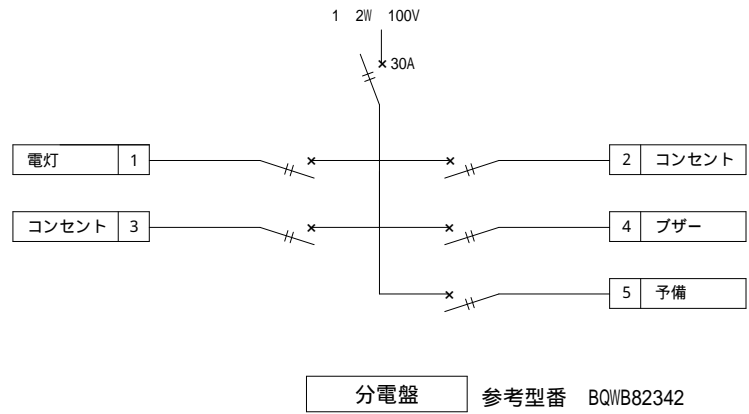 1 2W 100V
30A
電灯 1
2 コンセント
コンセント 3
4 ブザー
5 予備
分電盤 参考型番 BQWB82342